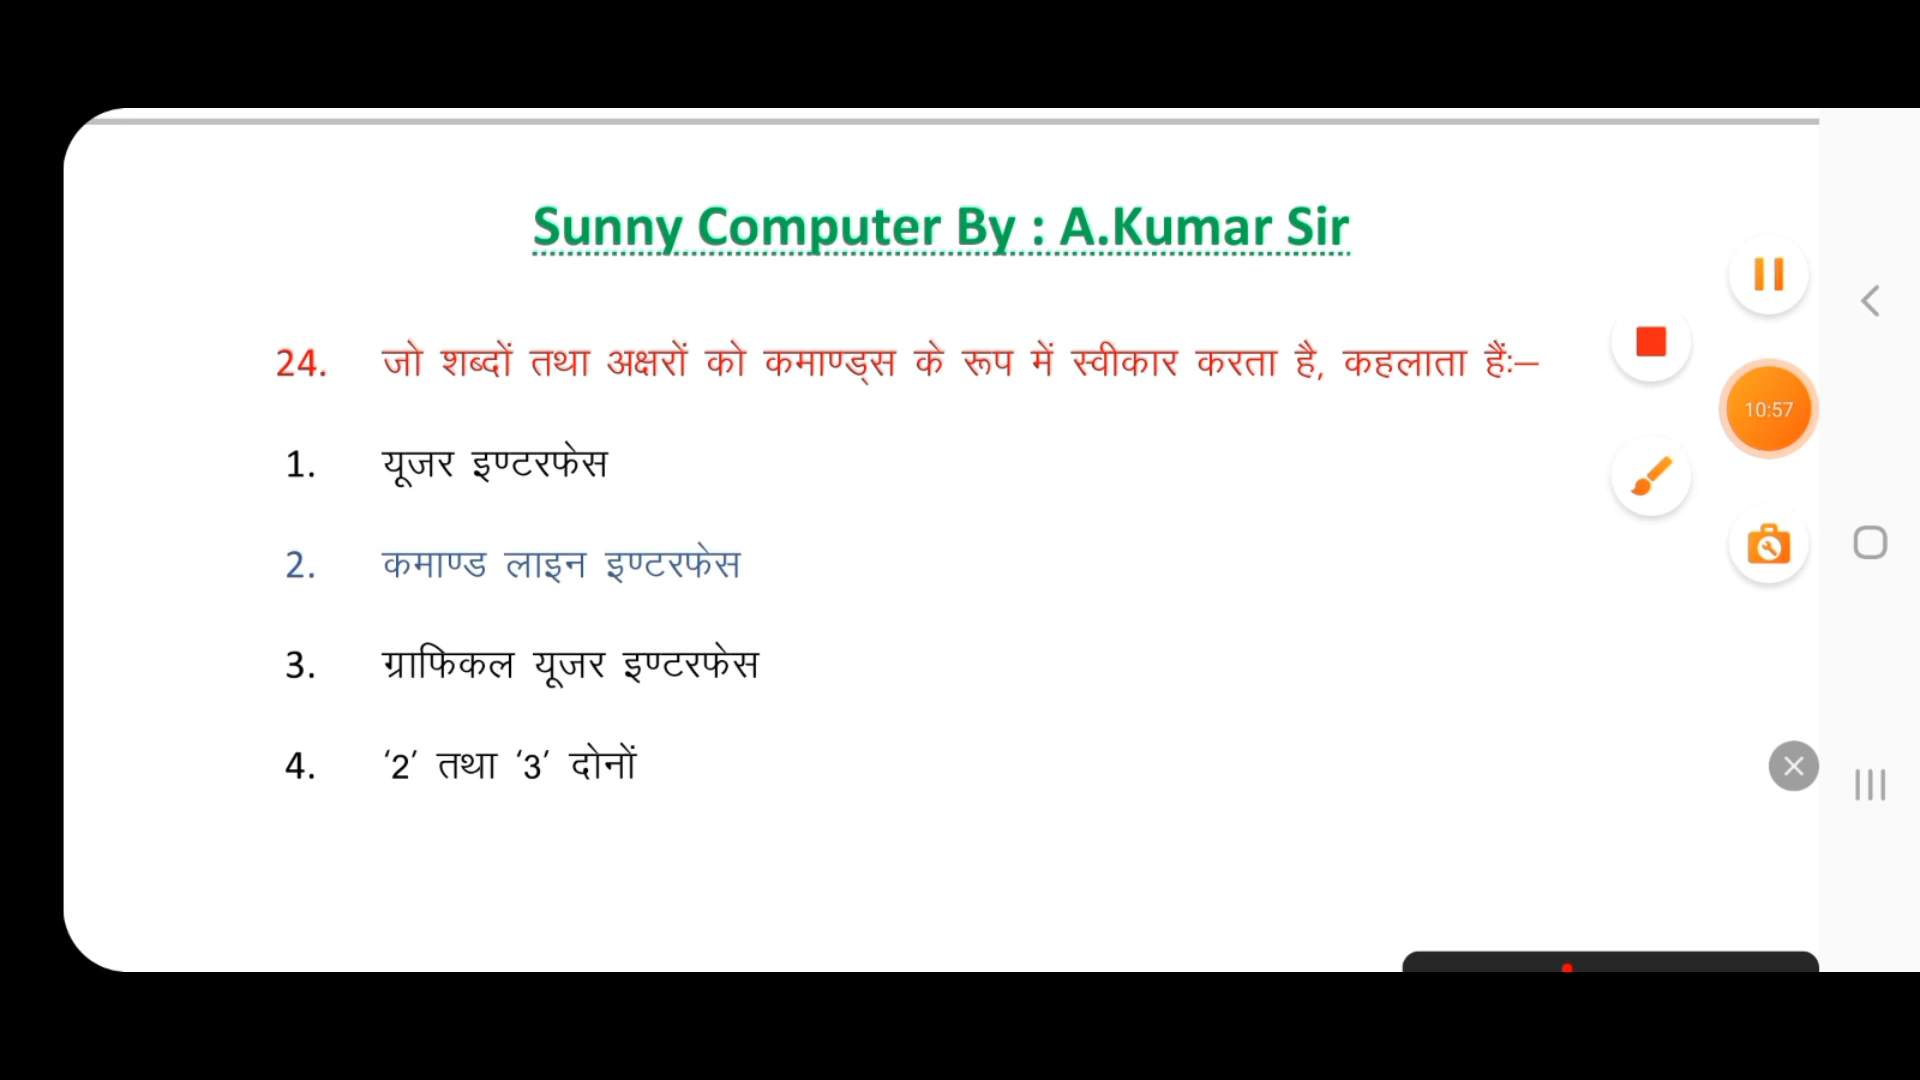 Sunny Computer By : A.Kumar Sir
24. जो शब्दों तथा अक्षरों को कमाण्ड्स के रूप में स्वीकार करता है, कहलाता हैंः–
10:57
1. यूजर इण्टरफेस
2. कमाण्ड लाइन इण्टरफेस
3. ग्राफिकल यूजर इण्टरफेस
4. ‘2’ तथा ‘3’ दोनों